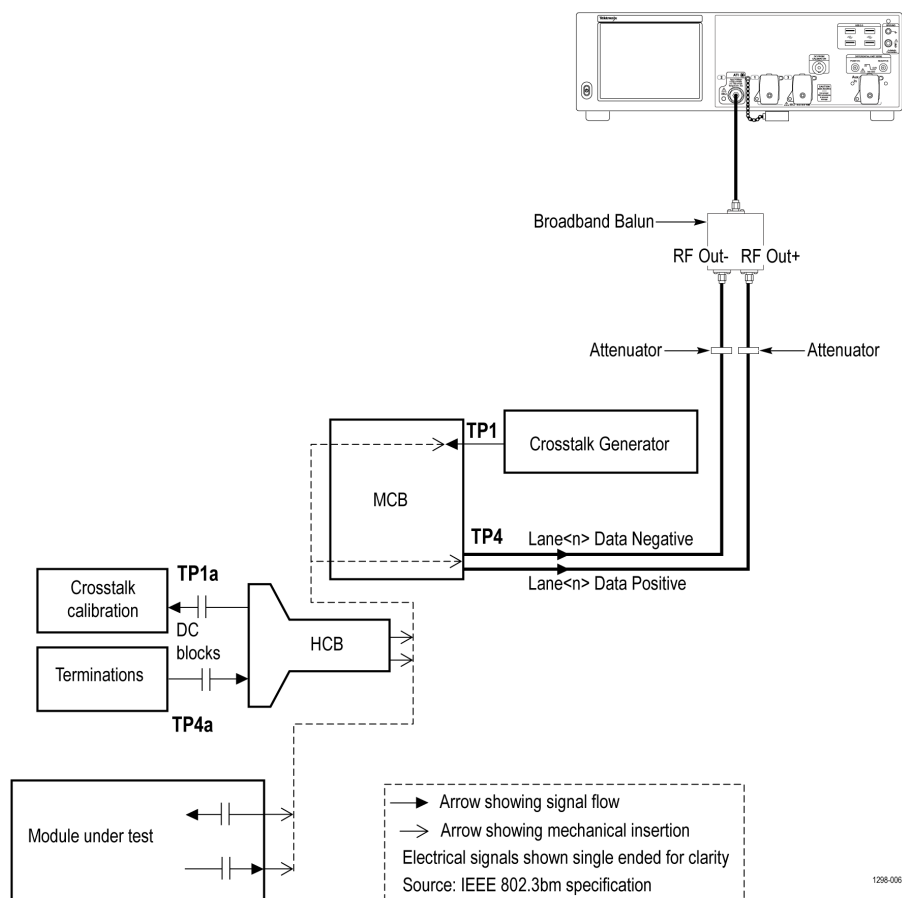 Tektronix
Broadband Balun
RF Out- RF Out+
Attenuator
Attenuator
TP1
Crosstalk Generator
MCB
TP4
Lane<n> Data Negative
Lane<n> Data Positive
TP1a
Crosstalk
calibration
DC
blocks
HCB
Terminations
TP4a
Module under test
Arrow showing signal flow
Arrow showing mechanical insertion
Electrical signals shown single ended for clarity
Source: IEEE 802.3bm specification
1298-006